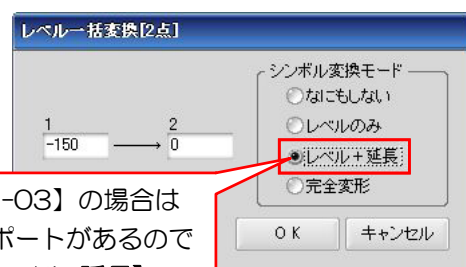 レベル一括変換[2点]
シンボル変換モード
なにもしない
レベルのみ
レベル+延長
完全変形
1
2
-150
0
-03】の場合は
ポートがあるので
OK
キャンセル